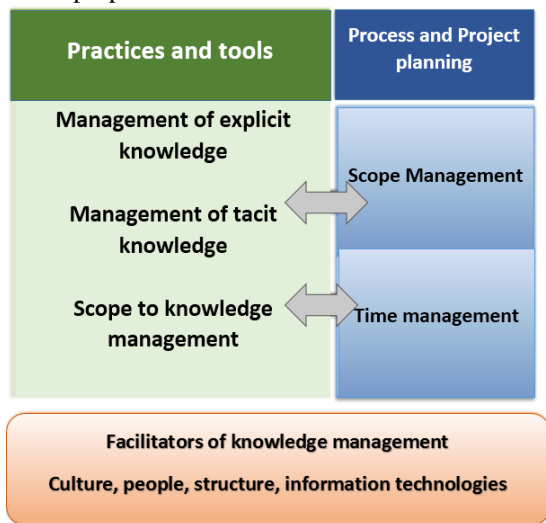 Practices and tools
Process and Project
planning
Management of explicit
knowledge
Management of tacit
knowledge
Scope to knowledge
management
Scope Management
Time management
Facilitators of knowledge management
Culture, people, structure, information technologies